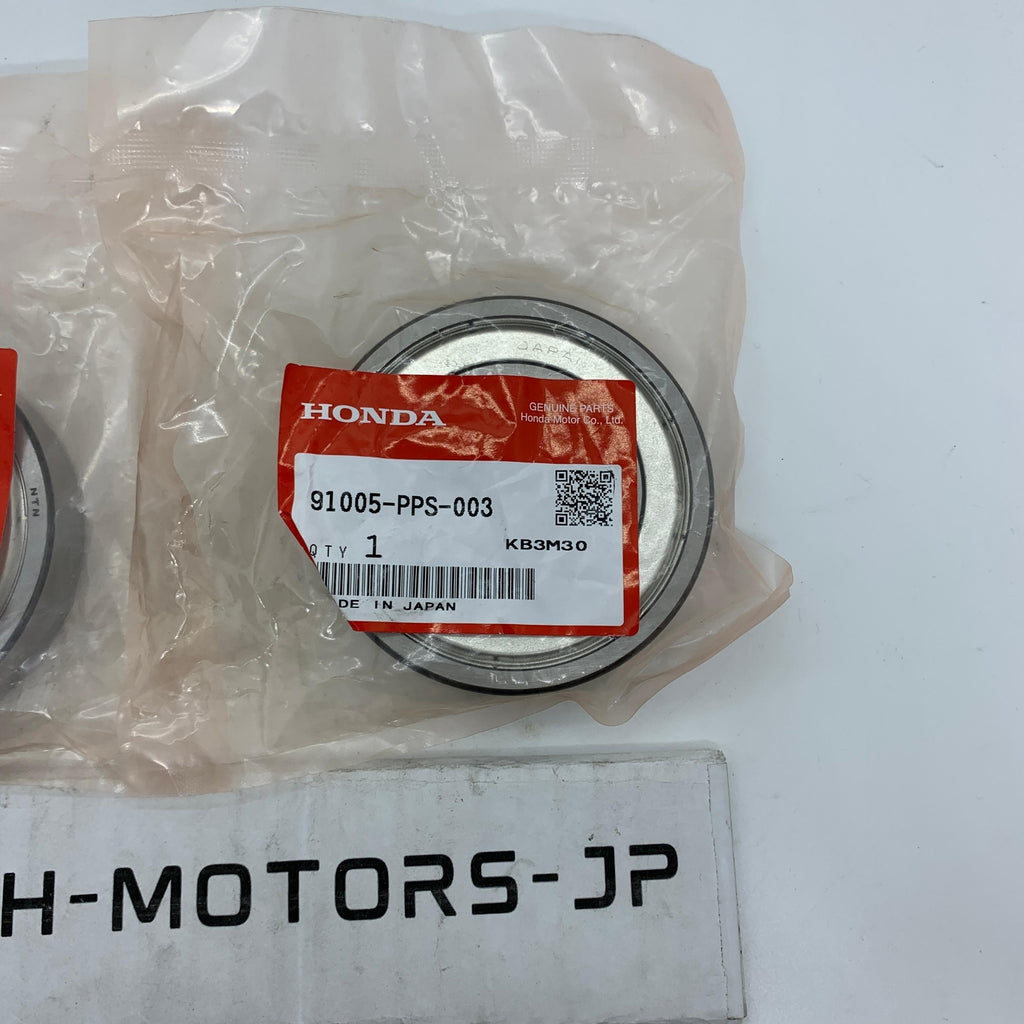 JAPAN
HONDA
GENUINE PARTS
Honda Motor Co., Ltd.
91005-PPS-003
QTY 1
KB3M30
DE IN JAPAN
NTN
H-MOTORS-JP